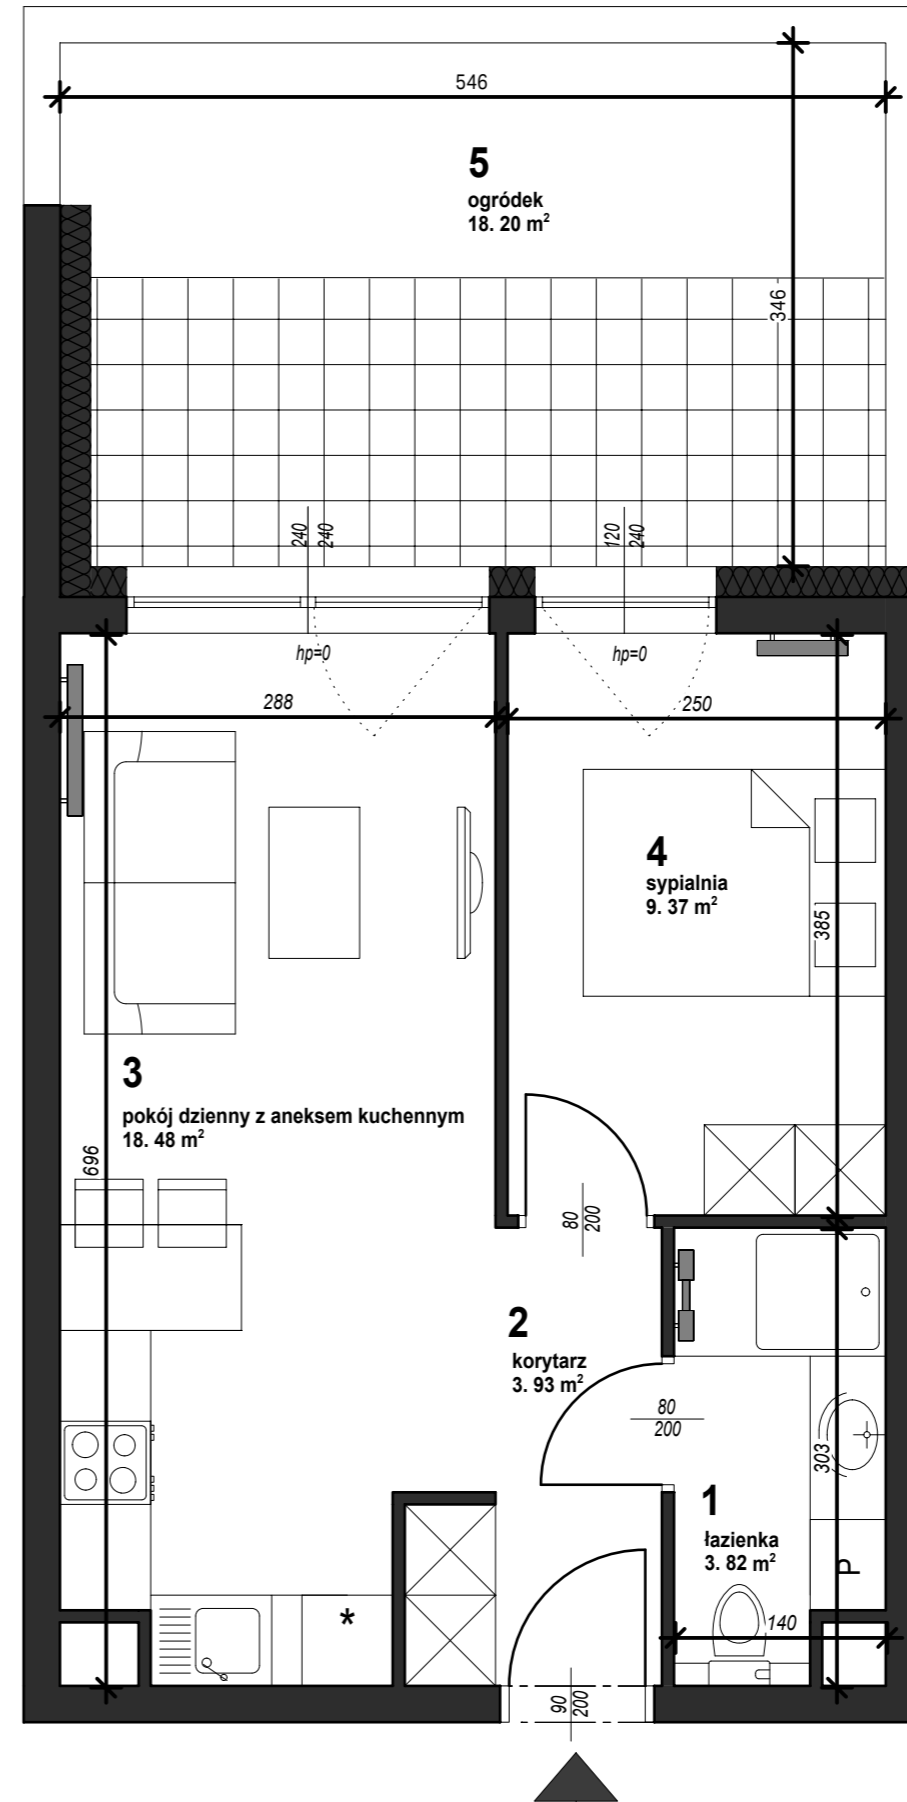 546
5
ogródek
18. 20 m²
346
240
240
120
240
hp=0
hp=0
288
250
4
sypialnia
9. 37 m²
385
3
pokój dzienny z aneksem kuchennym
18. 48 m²
696
80
200
2
korytarz
3. 93 m²
80
200
303
1
łazienka
3. 82 m²
P
*
140
90
200